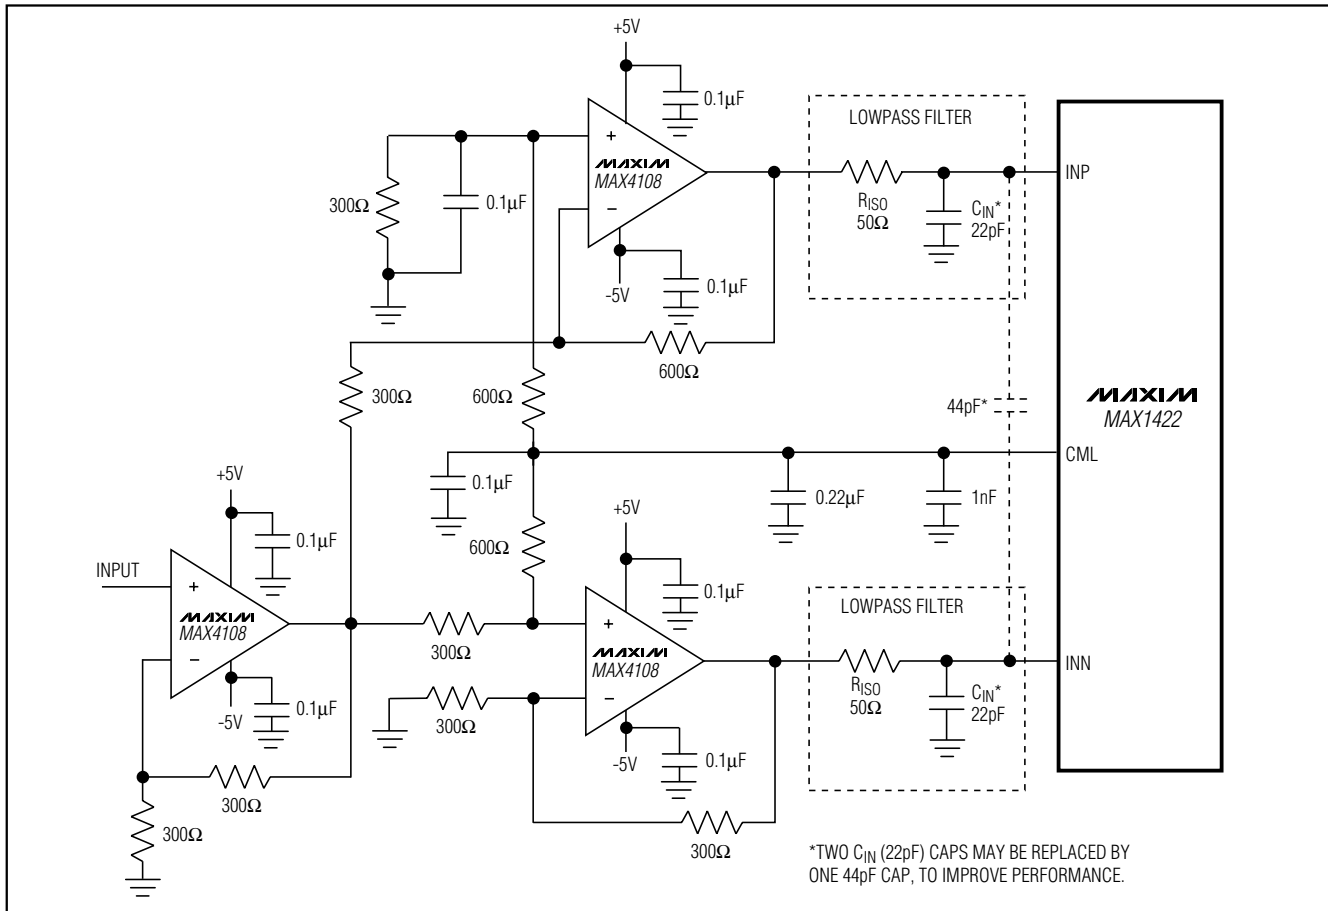 +5V
0.1µF
LOWPASS FILTER
+
MAXIM
MAX4108
INP
300Ω
0.1µF
−
RISO
50Ω
CIN*
22pF
-5V
0.1µF
600Ω
300Ω
600Ω
44pF*
MAXIM
MAX1422
CML
+5V
0.1µF
0.22µF
1nF
+5V
0.1µF
600Ω
INPUT
+
MAXIM
MAX4108
−
0.1µF
LOWPASS FILTER
300Ω
+
MAXIM
MAX4108
−
INN
RISO
50Ω
CIN*
22pF
-5V
0.1µF
300Ω
-5V
0.1µF
300Ω
300Ω
300Ω
*TWO CIN (22pF) CAPS MAY BE REPLACED BY
ONE 44pF CAP, TO IMPROVE PERFORMANCE.